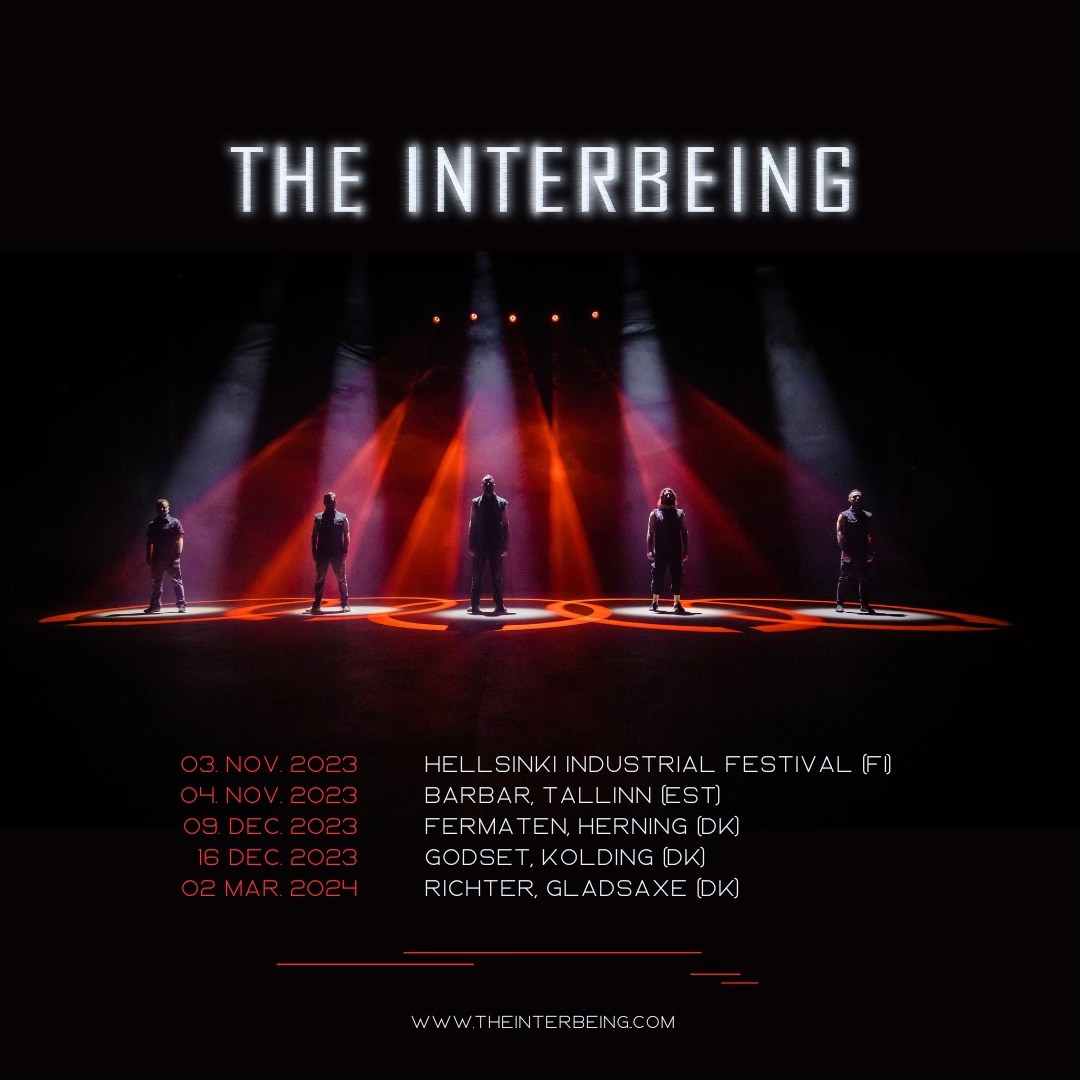 THE INTERBEING
03. NOV. 2023 HELLSINKI INDUSTRIAL FESTIVAL (FI)
04. NOV. 2023 BARBAR, TALLINN (EST)
09. DEC. 2023 FERMATEN, HERNING (DK)
16 DEC. 2023 GODSET, KOLDING (DK)
02 MAR. 2024 RICHTER, GLADSAXE (DK)
WWW.THEINTERBEING.COM